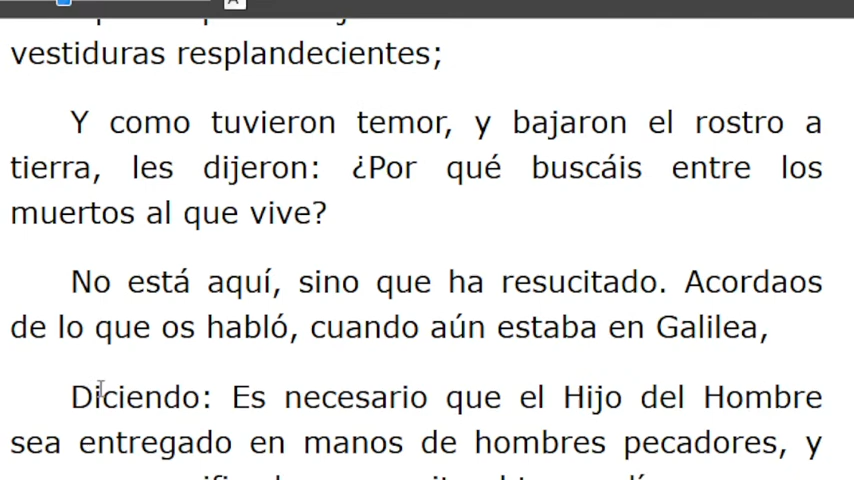 vestiduras resplandecientes;
Y como tuvieron temor, y bajaron el rostro a
tierra, les dijeron: ¿Por qué buscáis entre los
muertos al que vive?
No está aquí, sino que ha resucitado. Acordaos
de lo que os habló, cuando aún estaba en Galilea,
Diciendo: Es necesario que el Hijo del Hombre
sea entregado en manos de hombres pecadores, y